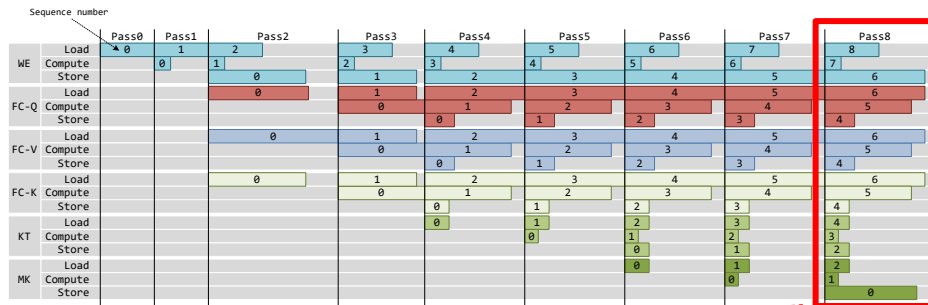 Sequence number
Pass0 Pass1 Pass2 Pass3 Pass4 Pass5 Pass6 Pass7 Pass8
WE
Load 0 1 2 3 4 5 6 7 8
Compute 0 1 2 3 4 5 6 7
Store 0 1 2 3 4 5 6
FC-Q
Load 0 1 2 3 4 5 6
Compute 0 1 2 3 4 5
Store 0 1 2 3 4
FC-V
Load 0 1 2 3 4 5 6
Compute 0 1 2 3 4 5
Store 0 1 2 3 4
FC-K
Load 0 1 2 3 4 5 6
Compute 0 1 2 3 4 5
Store 0 1 2 3 4
KT
Load 0 1 2 3 4
Compute 0 1 2 3
Store 0 1 2
MK
Load 0 1 2
Compute 0 1
Store 0